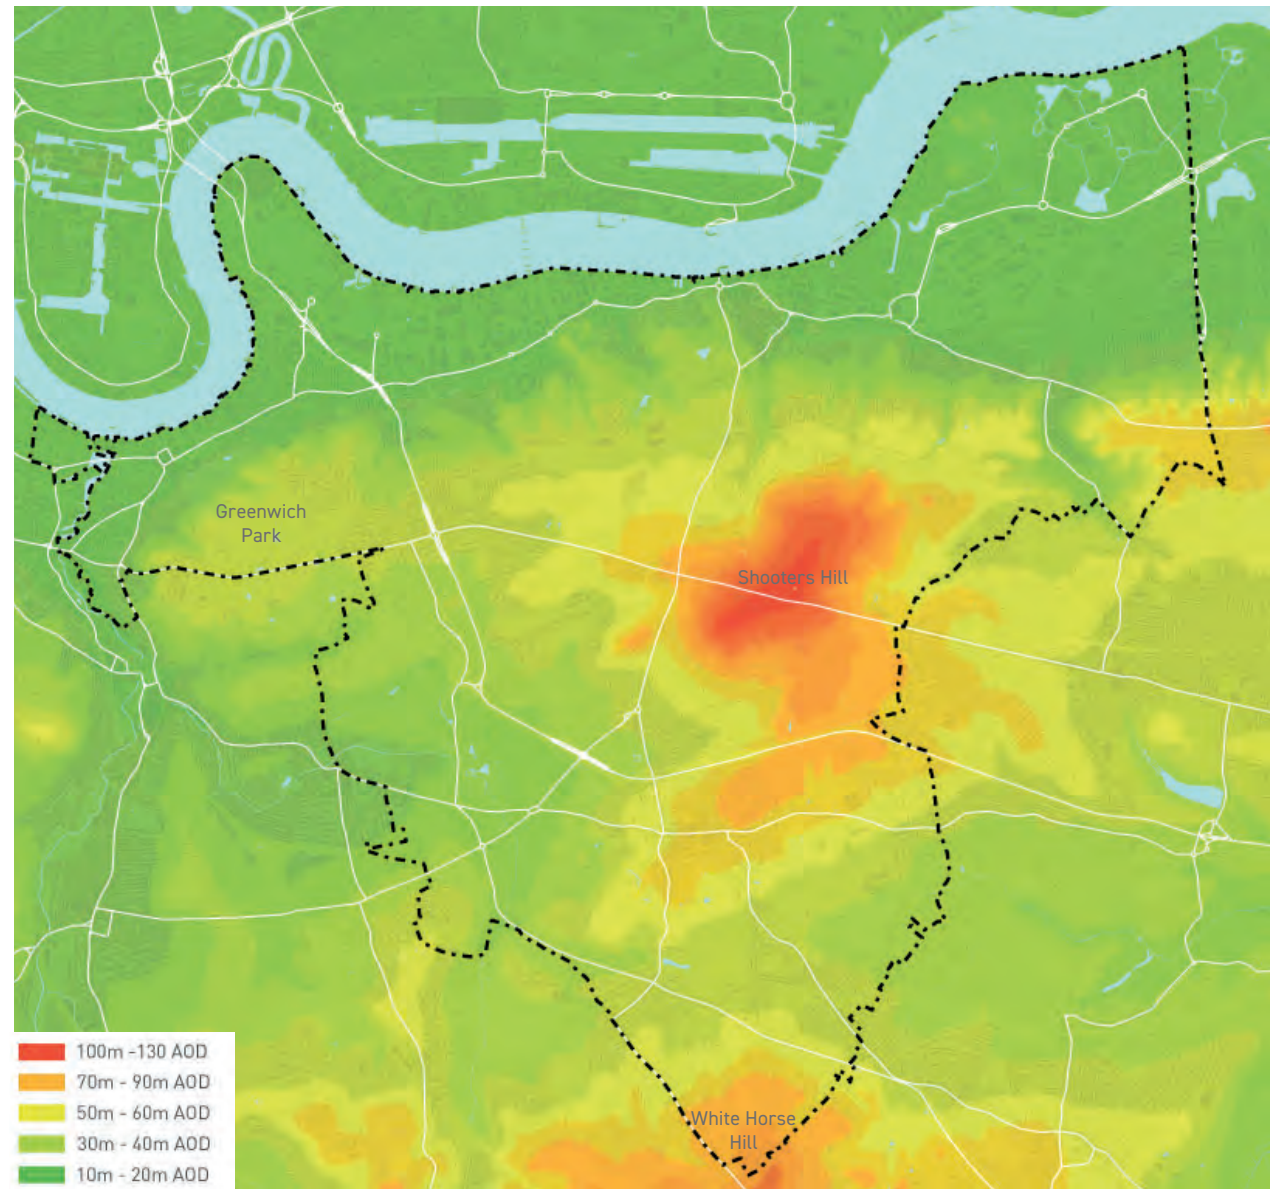 Greenwich
Park
Shooters Hill
White Horse
Hill
100m -130 AOD
70m - 90m AOD
50m - 60m AOD
30m - 40m AOD
10m - 20m AOD